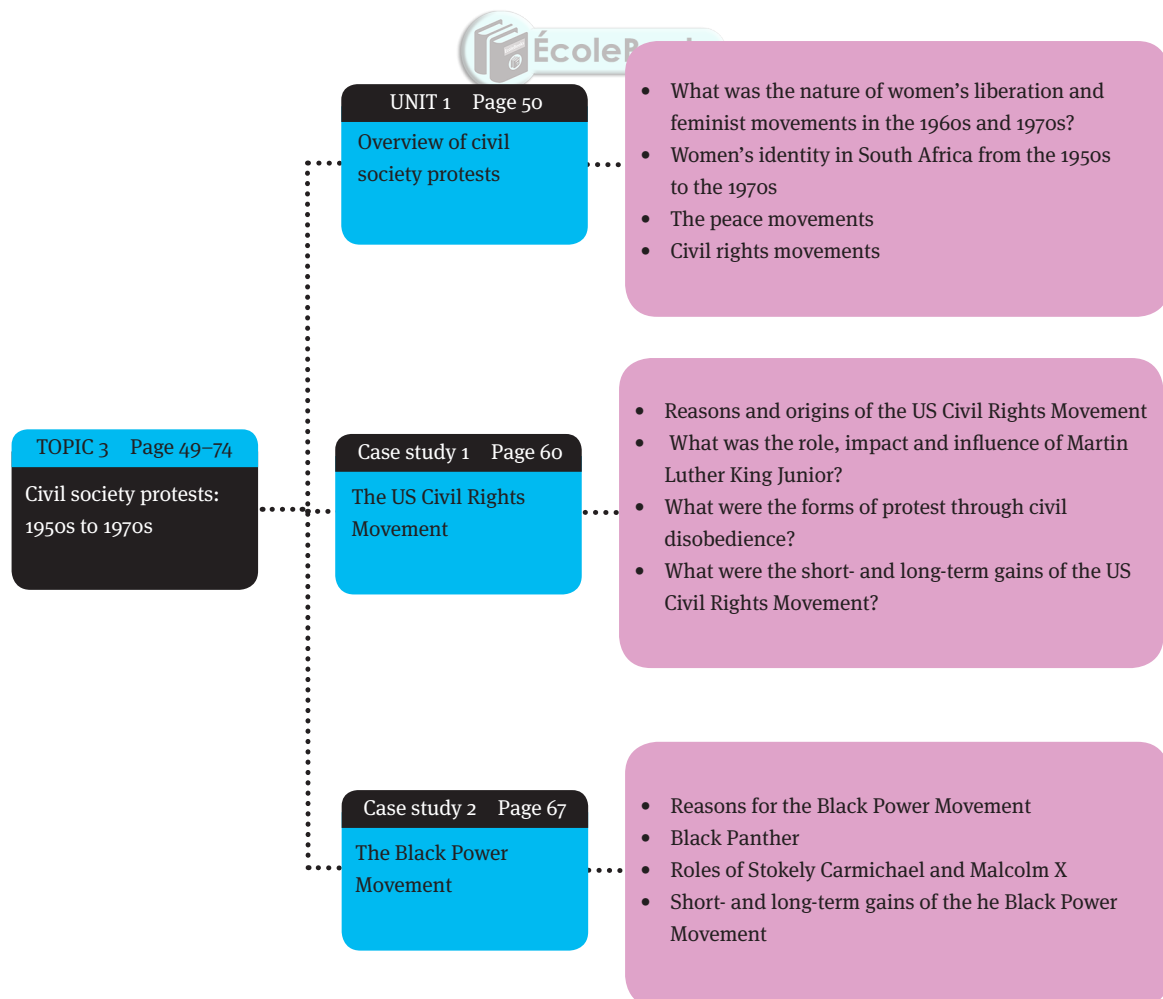 École
UNIT 1 Page 50
Overview of civil
society protests
• What was the nature of women’s liberation and
feminist movements in the 1960s and 1970s?
• Women’s identity in South Africa from the 1950s
to the 1970s
• The peace movements
• Civil rights movements
TOPIC 3 Page 49–74
Civil society protests:
1950s to 1970s
Case study 1 Page 60
The US Civil Rights
Movement
• Reasons and origins of the US Civil Rights Movement
• What was the role, impact and influence of Martin
Luther King Junior?
• What were the forms of protest through civil
disobedience?
• What were the short- and long-term gains of the US
Civil Rights Movement?
Case study 2 Page 67
The Black Power
Movement
• Reasons for the Black Power Movement
• Black Panther
• Roles of Stokely Carmichael and Malcolm X
• Short- and long-term gains of the he Black Power
Movement